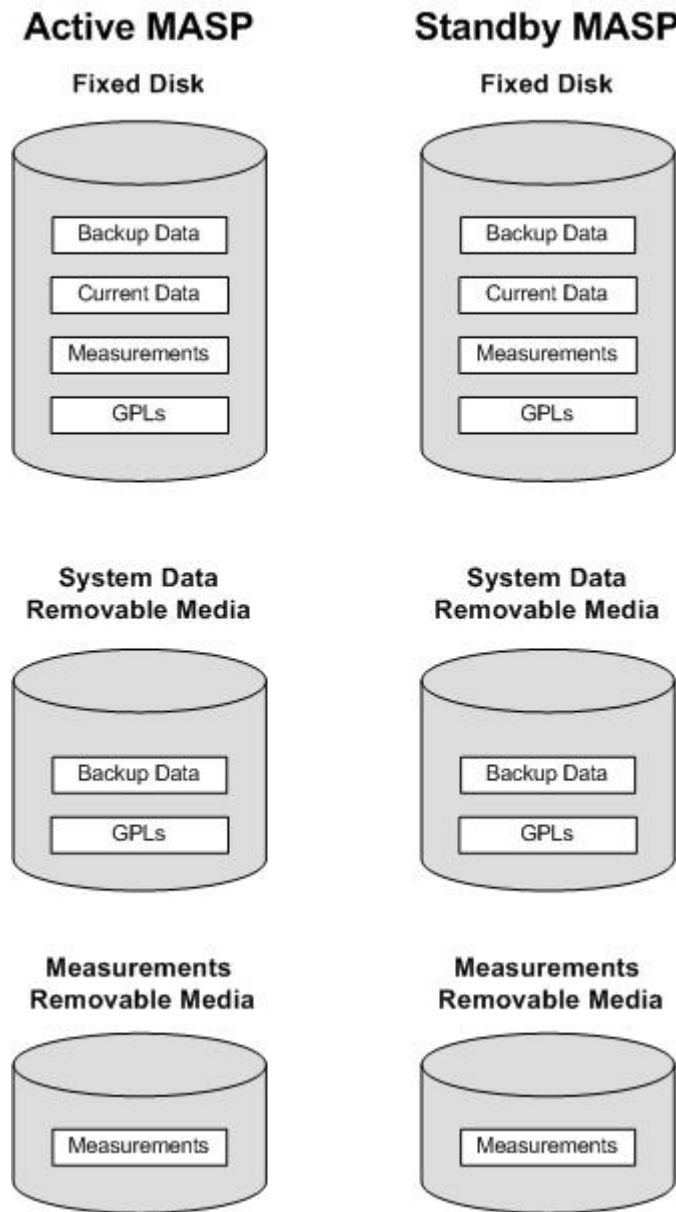 Active MASP
Standby MASP
Fixed Disk
Fixed Disk
Backup Data
Backup Data
Current Data
Current Data
Measurements
Measurements
GPLs
GPLs
System Data
Removable Media
System Data
Removable Media
Backup Data
Backup Data
GPLs
GPLs
Measurements
Removable Media
Measurements
Removable Media
Measurements
Measurements